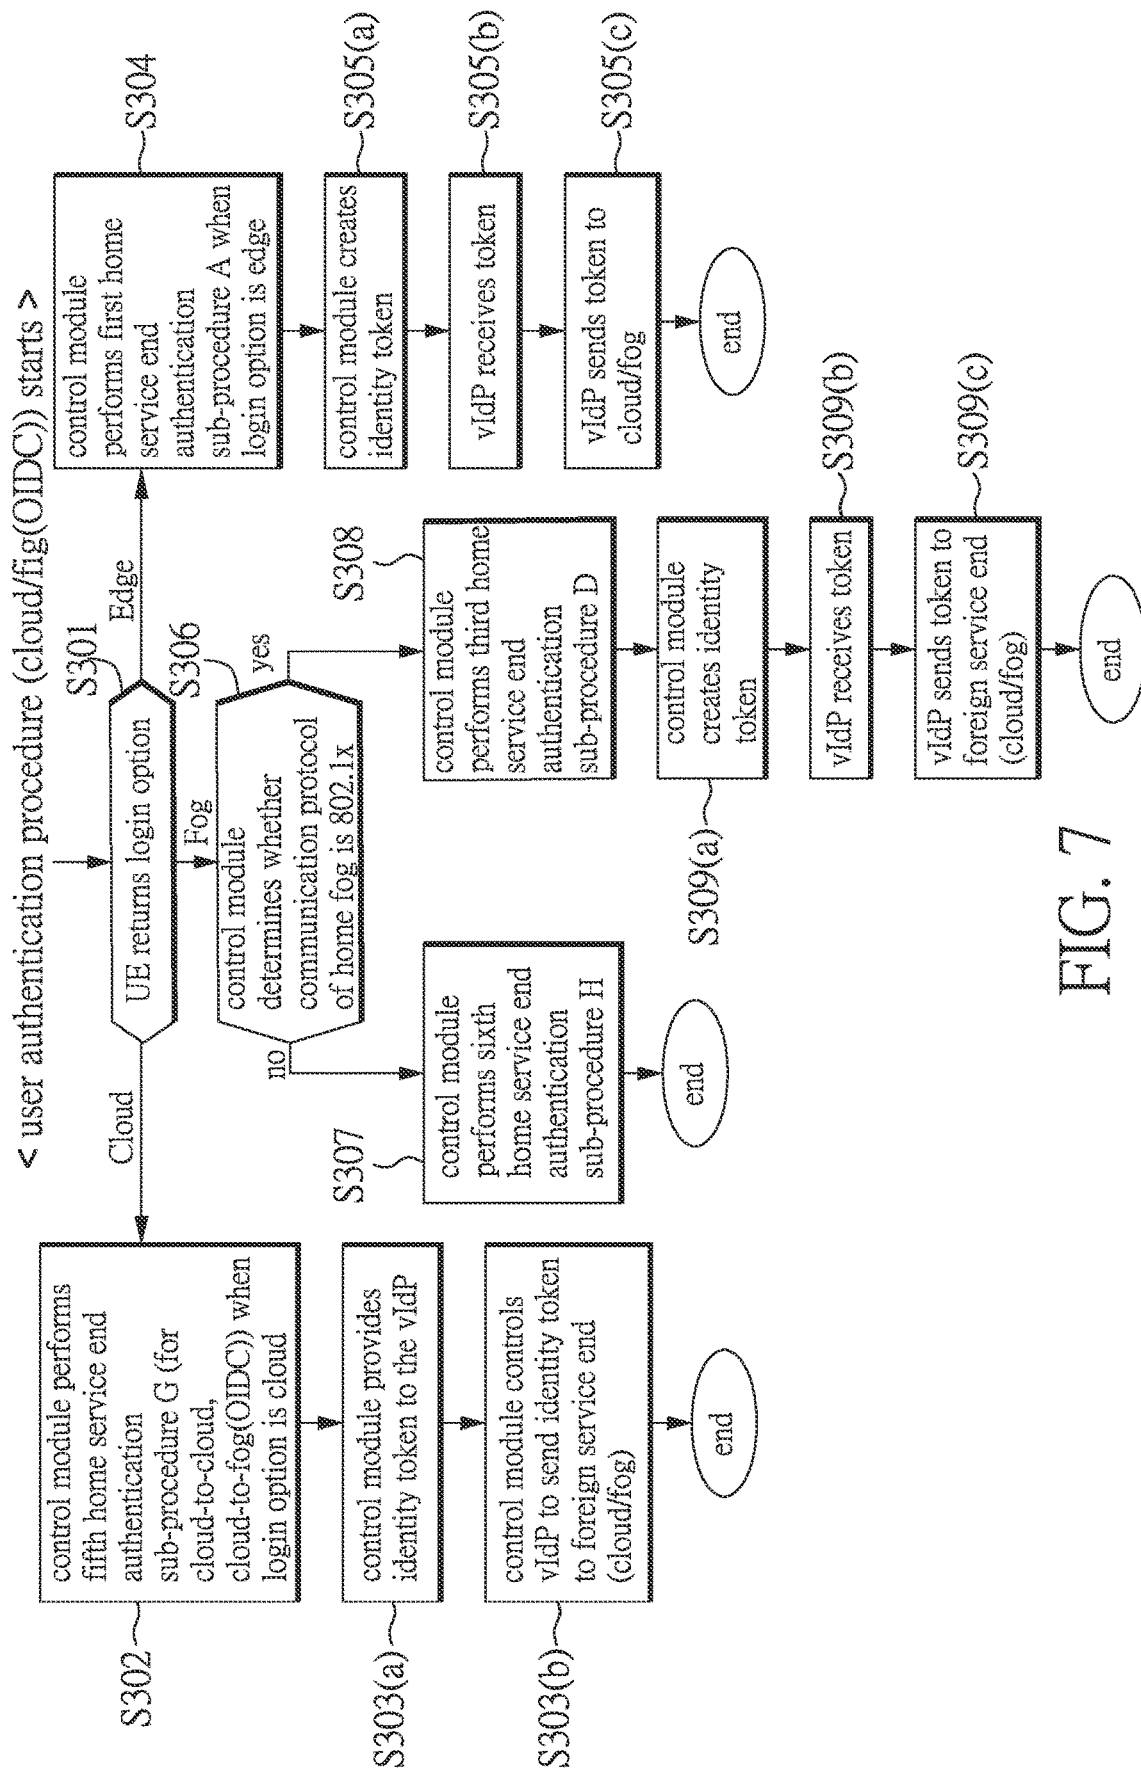 < user authentication procedure (cloud/fig(OIDC)) starts >
UE returns login option
S301
Cloud
Fog
Edge
control module performs
fifth home service end
authentication
sub-procedure G (for
cloud-to-cloud,
cloud-to-fog(OIDC)) when
login option is cloud
S302
control module provides
identity token to the vIdP
S303(a)
control module controls
vIdP to send identity token
to foreign service end
(cloud/fog)
S303(b)
end
control module
determines whether
communication protocol
of home fog is 802.1x
S306
no
yes
S307
control module
performs sixth
home service end
authentication
sub-procedure H
end
S308
control module
performs third home
service end
authentication
sub-procedure D
control module
creates identity
token
S309(a)
vIdP receives token
S309(b)
vIdP sends token to
foreign service end
(cloud/fog)
S309(c)
end
control module
performs first home
service end
authentication
sub-procedure A when
login option is edge
S304
control module creates
identity token
S305(a)
vIdP receives token
S305(b)
vIdP sends token to
cloud/fog
S305(c)
end
FIG. 7